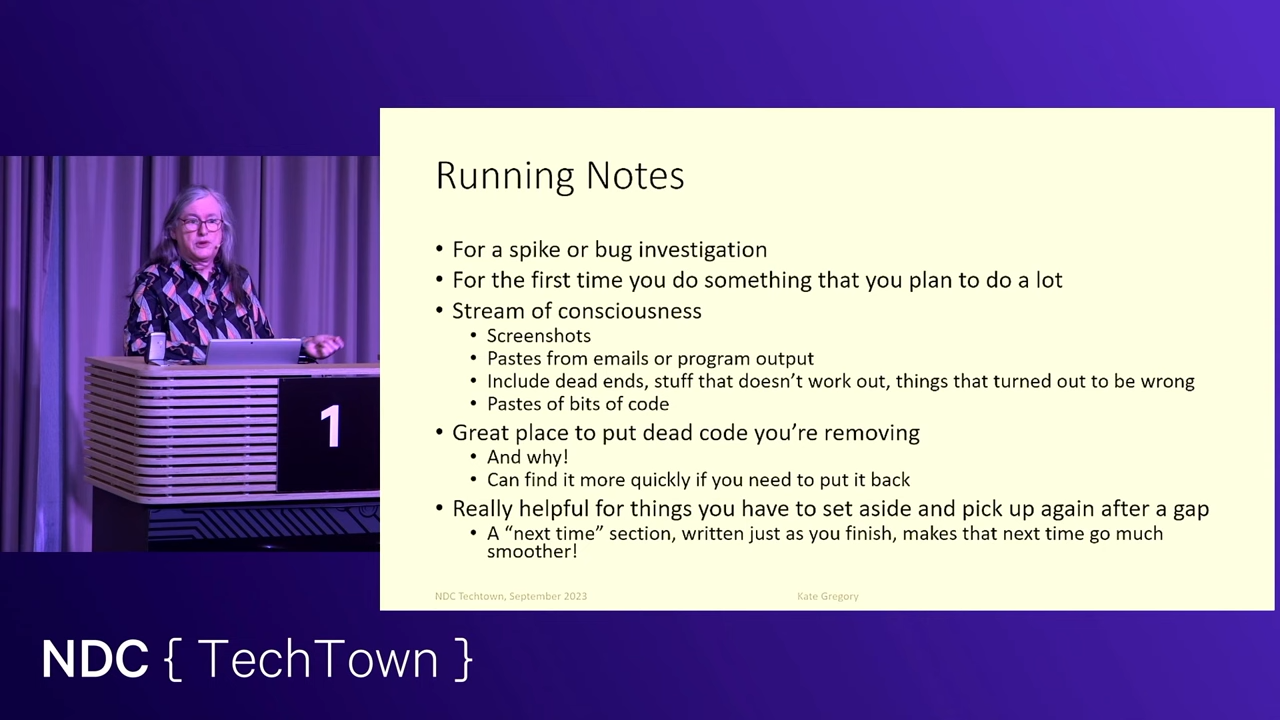 Running Notes
• For a spike or bug investigation
• For the first time you do something that you plan to do a lot
• Stream of consciousness
• Screenshots
• Pastes from emails or program output
• Include dead ends, stuff that doesn’t work out, things that turned out to be wrong
• Pastes of bits of code
• Great place to put dead code you’re removing
• And why!
• Can find it more quickly if you need to put it back
• Really helpful for things you have to set aside and pick up again after a gap
• A “next time” section, written just as you finish, makes that next time go much
smoother!
NDC Techtown, September 2023
Kate Gregory
1
NDC { TechTown }